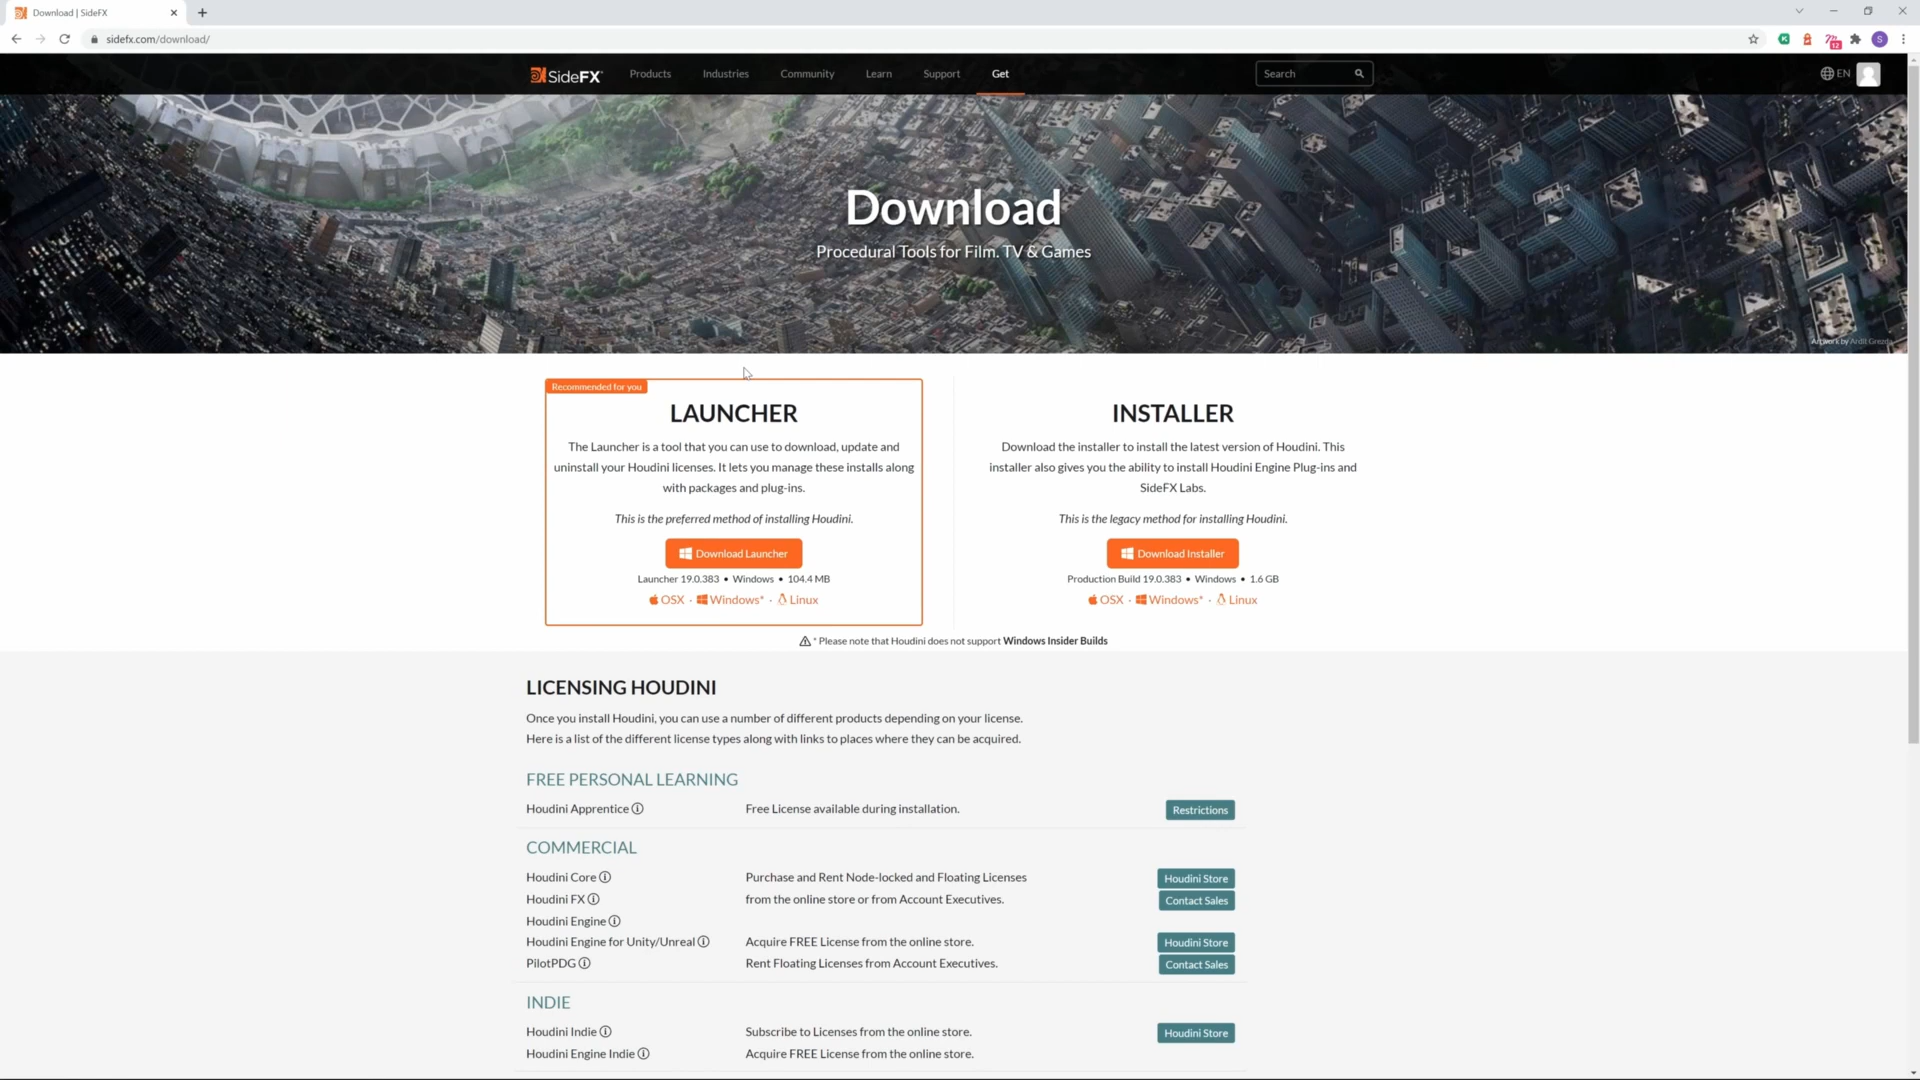 Download | SideFX
sidefx.com/download/
12
S
SideFX
Products
Industries
Community
Learn
Support
Get
Search
EN
Download
Procedural Tools for Film. TV & Games
Artwork by Ardit Grezda
Recommended for you
LAUNCHER
The Launcher is a tool that you can use to download, update and
uninstall your Houdini licenses. It lets you manage these installs along
with packages and plug-ins.
This is the preferred method of installing Houdini.
Download Launcher
Launcher 19.0.383 • Windows • 104.4 MB
OSX · Windows* · Linux
INSTALLER
Download the installer to install the latest version of Houdini. This
installer also gives you the ability to install Houdini Engine Plug-ins and
SideFX Labs.
This is the legacy method for installing Houdini.
Download Installer
Production Build 19.0.383 • Windows • 1.6 GB
OSX · Windows* · Linux
* Please note that Houdini does not support Windows Insider Builds
LICENSING HOUDINI
Once you install Houdini, you can use a number of different products depending on your license.
Here is a list of the different license types along with links to places where they can be acquired.
FREE PERSONAL LEARNING
Houdini Apprentice Free License available during installation. Restrictions
COMMERCIAL
Houdini Core Purchase and Rent Node-locked and Floating Licenses Houdini Store
Houdini FX from the online store or from Account Executives. Contact Sales
Houdini Engine
Houdini Engine for Unity/Unreal Acquire FREE License from the online store. Houdini Store
PilotPDG Rent Floating Licenses from Account Executives. Contact Sales
INDIE
Houdini Indie Subscribe to Licenses from the online store. Houdini Store
Houdini Engine Indie Acquire FREE License from the online store.